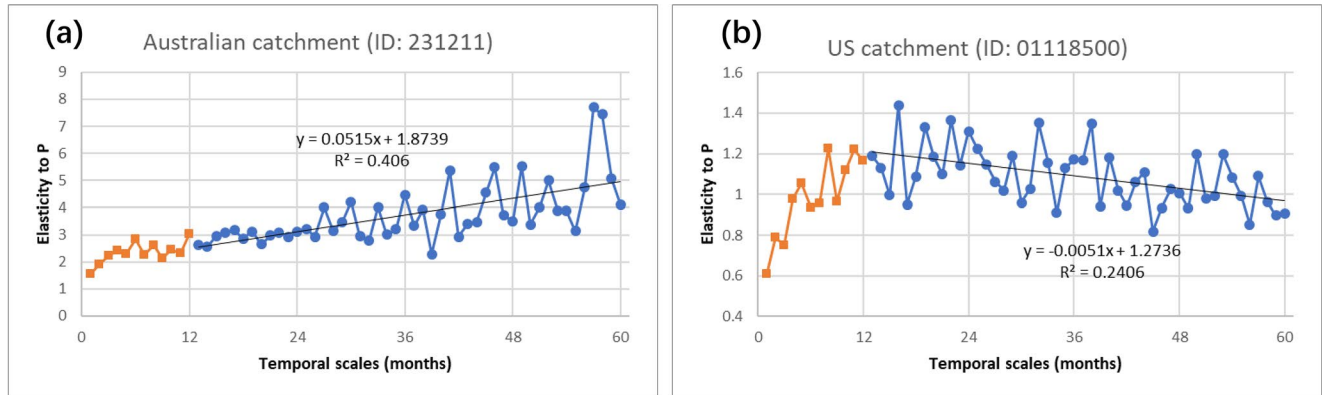 (a)
Australian catchment (ID: 231211)
9
8
7
6
5
4
3
2
1
0
Elasticity to P
y = 0.0515x + 1.8739
R² = 0.406
0 12 24 36 48 60
Temporal scales (months)
(b)
US catchment (ID: 01118500)
1.6
1.4
1.2
1
0.8
0.6
0.4
Elasticity to P
y = -0.0051x + 1.2736
R² = 0.2406
0 12 24 36 48 60
Temporal scales (months)